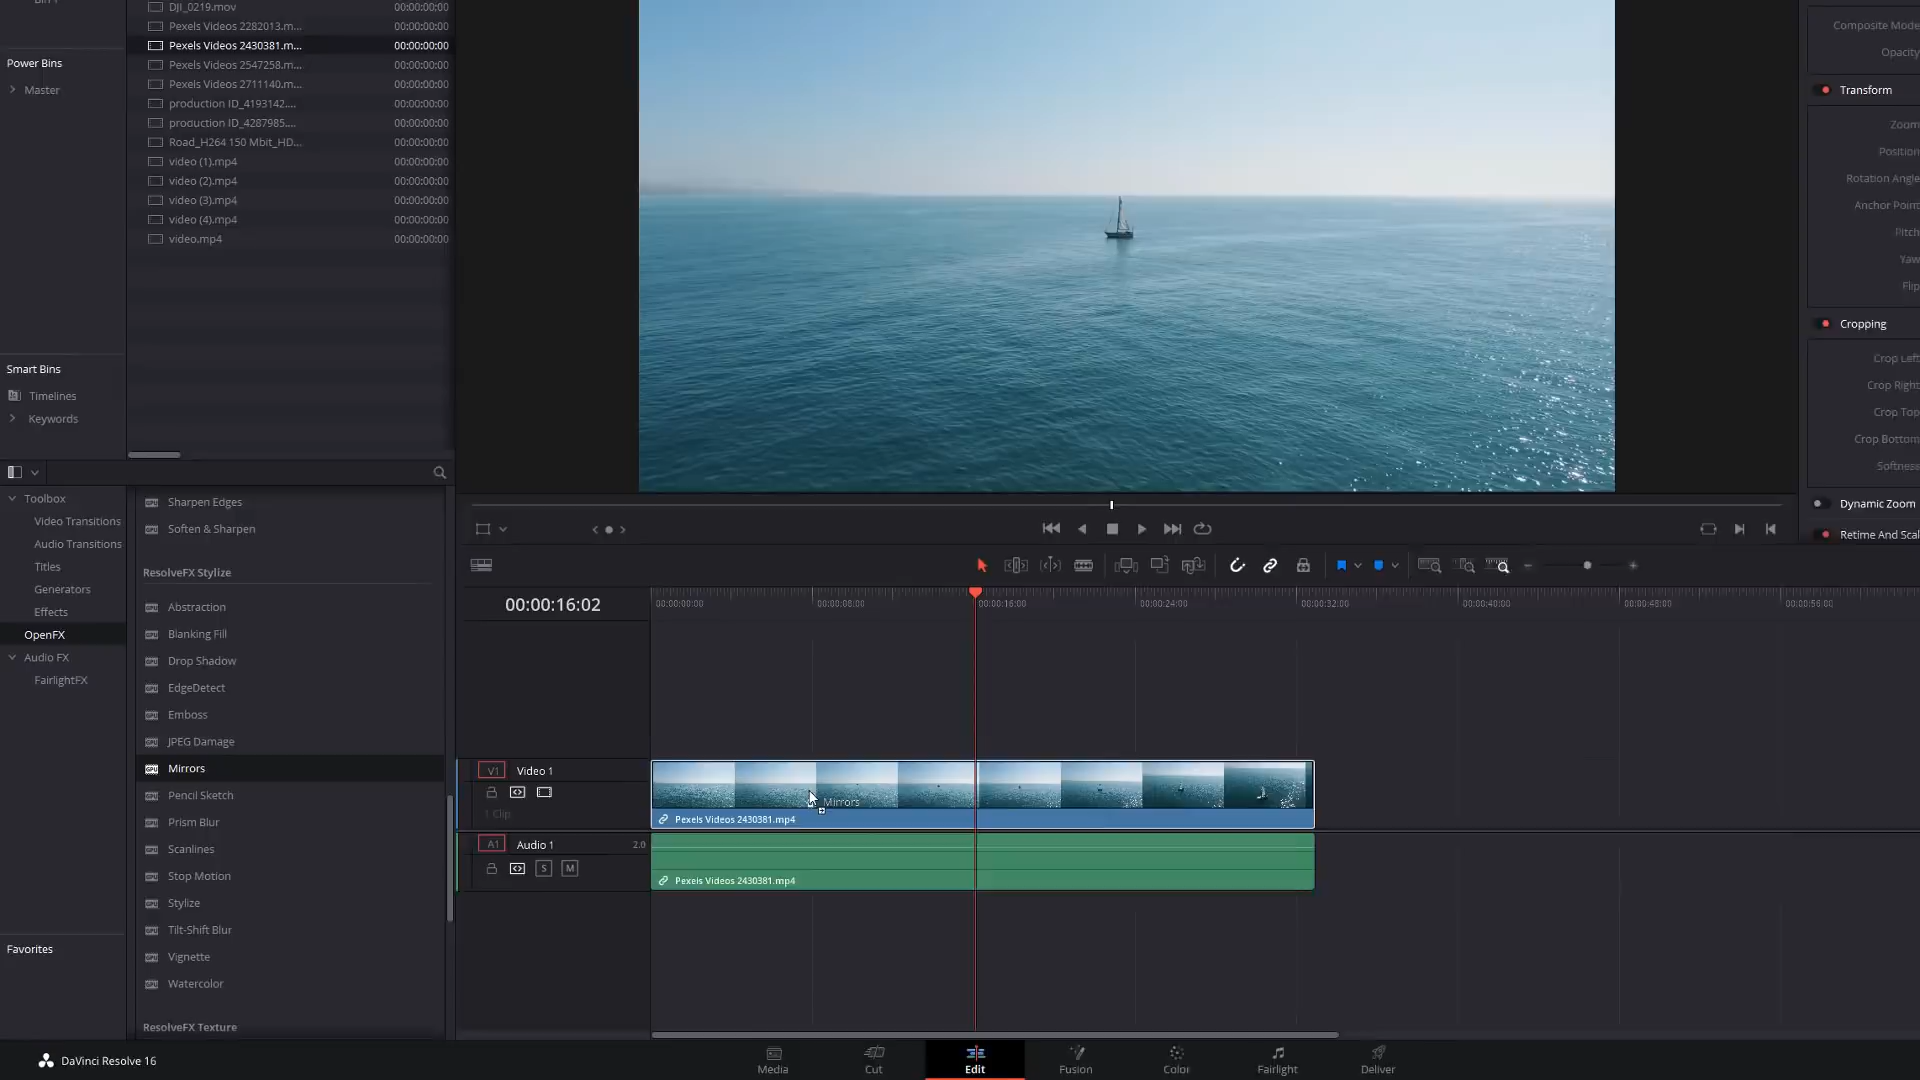 DJI_0219.mov 00:00:00:00
Pexels Videos 2282013.m... 00:00:00:00
Pexels Videos 2430381.m... 00:00:00:00
Pexels Videos 2547258.m... 00:00:00:00
Pexels Videos 2711140.m... 00:00:00:00
production ID_4193142.... 00:00:00:00
production ID_4287985.... 00:00:00:00
Road_H264 150 Mbit_HD... 00:00:00:00
video (1).mp4 00:00:00:00
video (2).mp4 00:00:00:00
video (3).mp4 00:00:00:00
video (4).mp4 00:00:00:00
video.mp4 00:00:00:00
Power Bins
Master
Smart Bins
Timelines
Keywords
Composite Mode
Opacity
Transform
Zoom
Position
Rotation Angle
Anchor Point
Pitch
Yaw
Flip
Cropping
Crop Left
Crop Right
Crop Top
Crop Bottom
Softness
Dynamic Zoom
Retime And Scal
Toolbox
Video Transitions
Audio Transitions
Titles
Generators
Effects
OpenFX
Audio FX
FairlightFX
Favorites
Sharpen Edges
Soften & Sharpen
ResolveFX Stylize
Abstraction
Blanking Fill
Drop Shadow
EdgeDetect
Emboss
JPEG Damage
Mirrors
Pencil Sketch
Prism Blur
Scanlines
Stop Motion
Stylize
Tilt-Shift Blur
Vignette
Watercolor
ResolveFX Texture
00:00:16:02
00:00:00:00 00:00:08:00 00:00:16:00 00:00:24:00 00:00:32:00 00:00:40:00 00:00:48:00 00:00:56:00
V1 Video 1
1 Clip
Mirrors
Pexels Videos 2430381.mp4
A1 Audio 1 2.0
S M
Pexels Videos 2430381.mp4
DaVinci Resolve 16
Media Cut Edit Fusion Color Fairlight Deliver